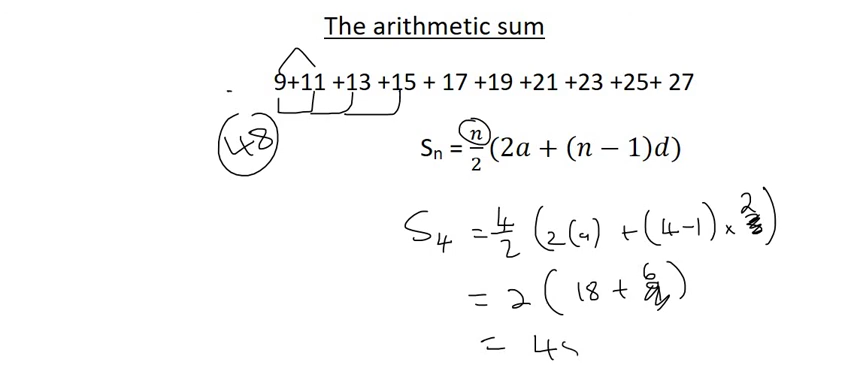 The arithmetic sum
9+11 +13 +15 + 17 +19 +21 +23 +25+ 27
48
Sn = n/2 (2a + (n − 1)d)
S4 = 4/2 (2(9) + (4-1) × 2)
= 2 (18 + 6)
= 48